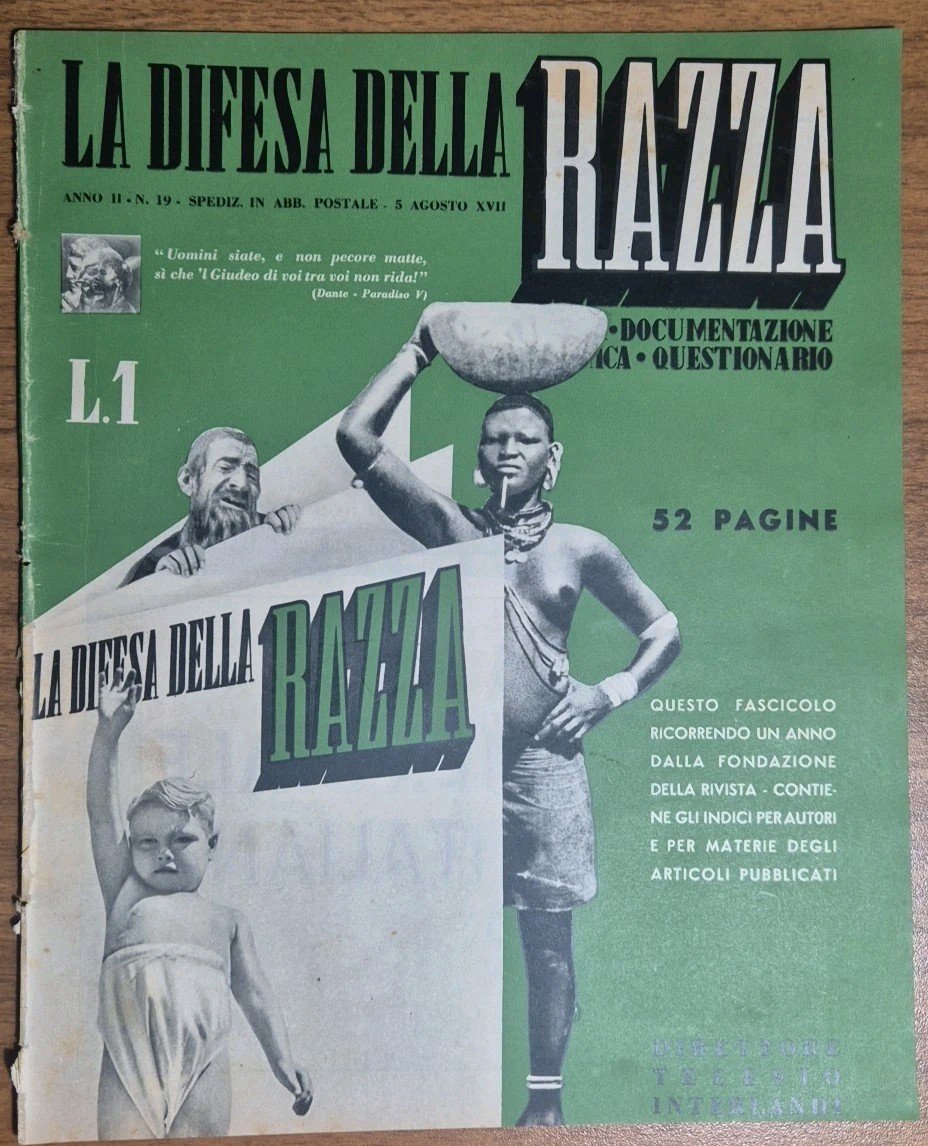 LA DIFESA DELLA RAZZA
ANNO II - N. 19 - SPEDIZ. IN ABB. POSTALE - 5 AGOSTO XVII
“Uomini siate, e non pecore matte,
sì che 'l Giudeo di voi tra voi non rida!”
(Dante - Paradiso V)
• DOCUMENTAZIONE
• QUESTIONARIO
L.1
52 PAGINE
LA DIFESA DELLA RAZZA
QUESTO FASCICOLO
RICORRENDO UN ANNO
DALLA FONDAZIONE
DELLA RIVISTA - CONTIE-
NE GLI INDICI PER AUTORI
E PER MATERIE DEGLI
ARTICOLI PUBBLICATI
DIRETTORE
TELESIO
INTERLANDI